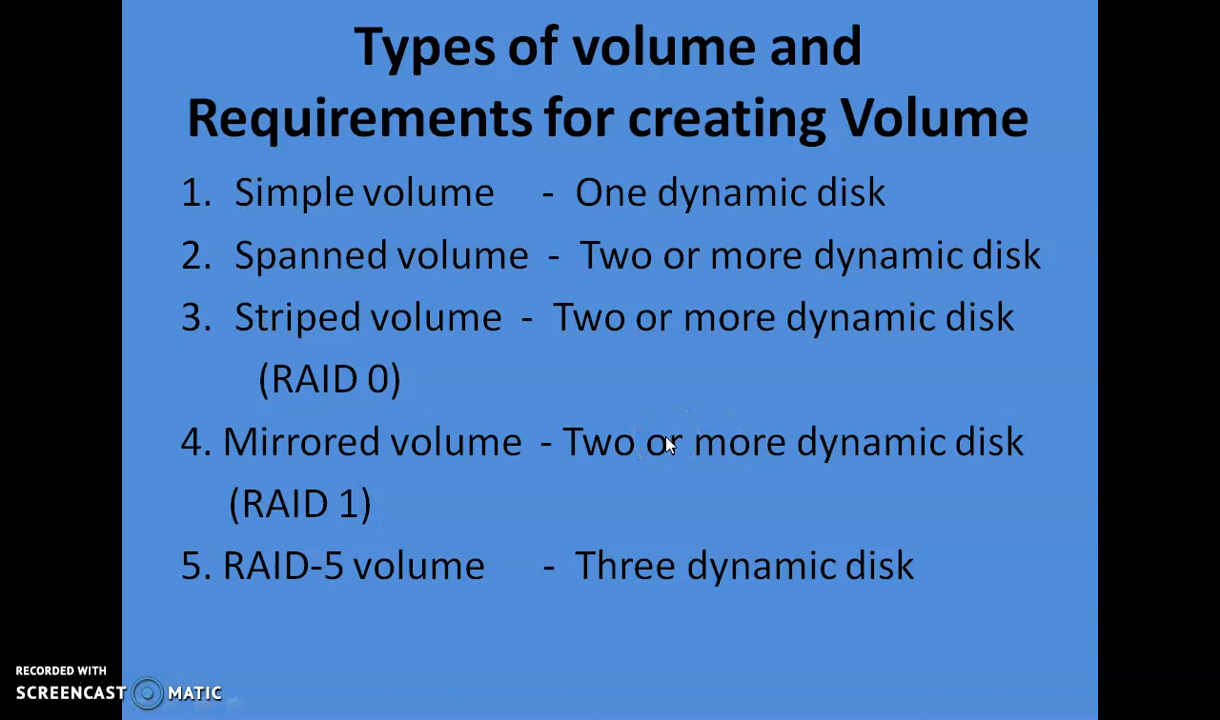 Types of volume and
Requirements for creating Volume
1. Simple volume - One dynamic disk
2. Spanned volume - Two or more dynamic disk
3. Striped volume - Two or more dynamic disk
(RAID 0)
4. Mirrored volume - Two or more dynamic disk
(RAID 1)
5. RAID-5 volume - Three dynamic disk
RECORDED WITH
SCREENCAST MATIC